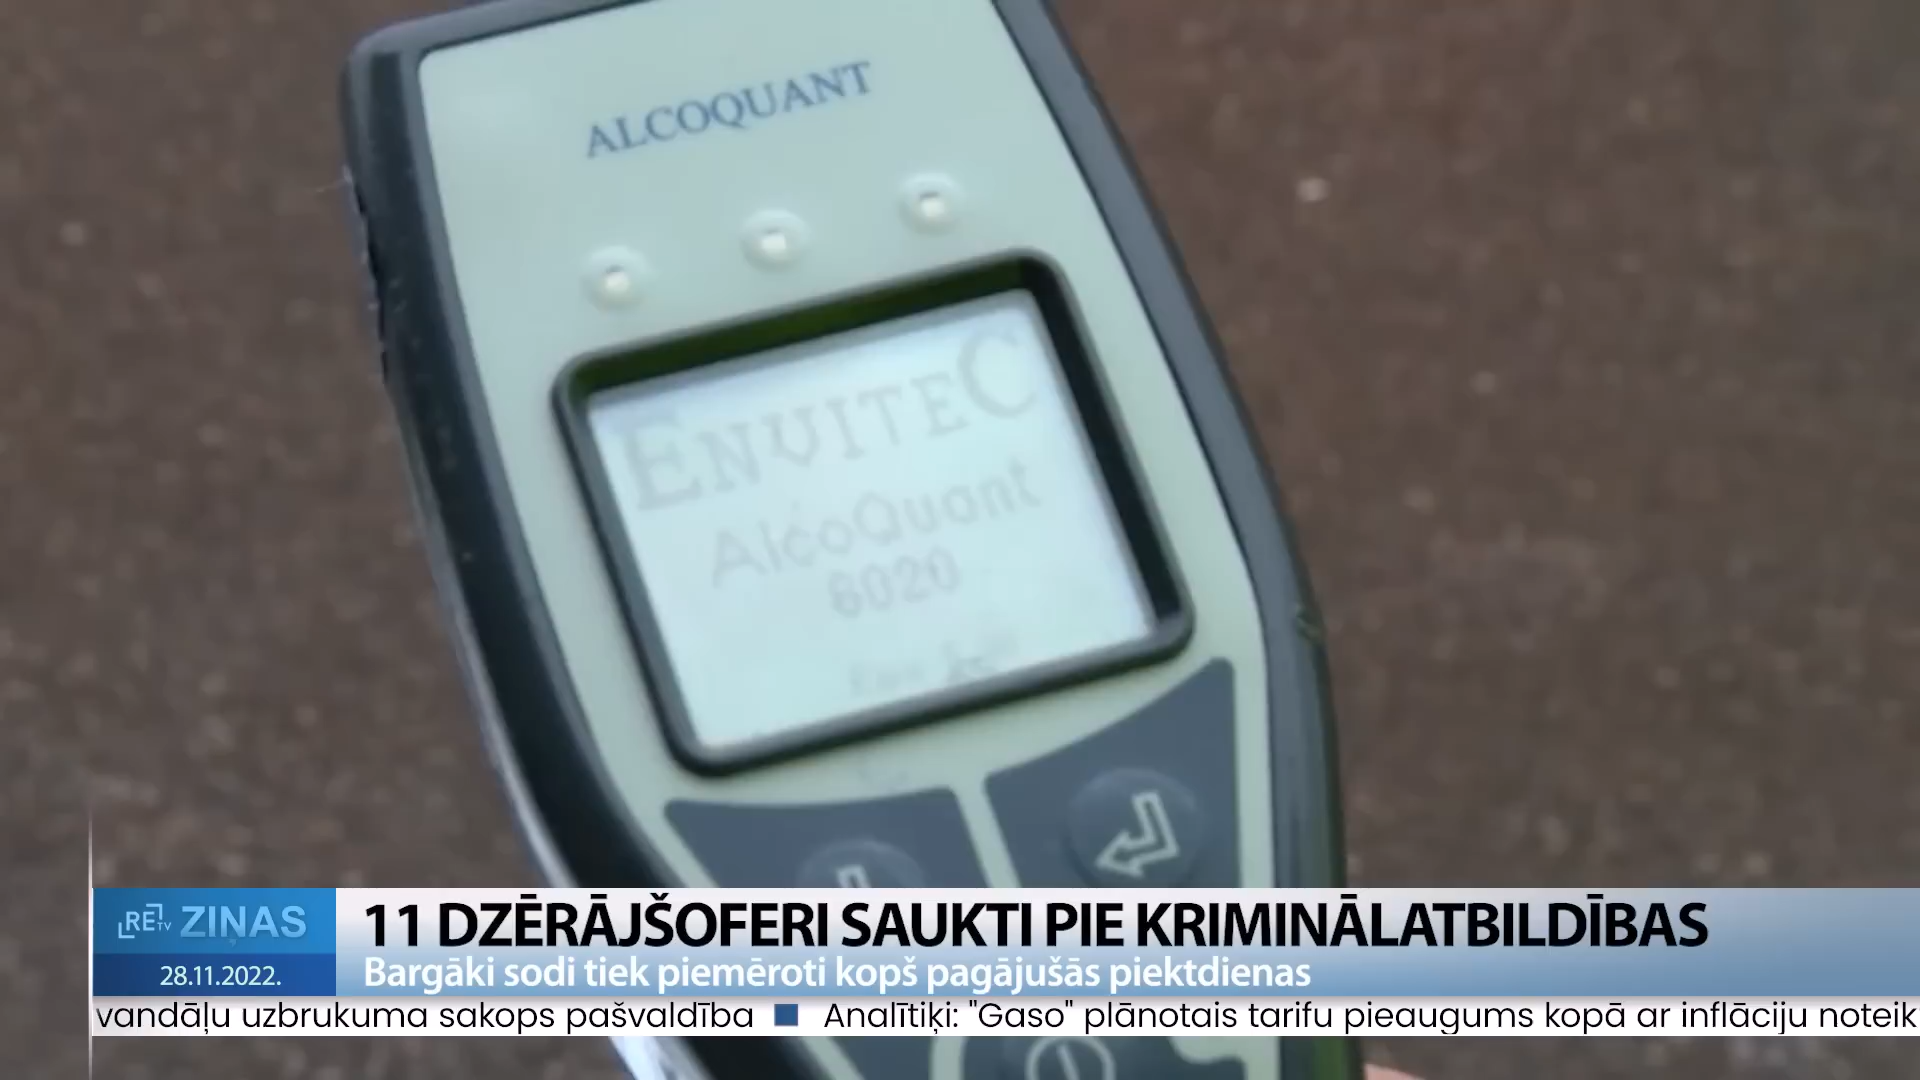 ALCOQUANT
ENVITEC
AlcoQuant
6020
RE TV ZIŅAS
11 DZĒRĀJŠOFERI SAUKTI PIE KRIMINĀLATBILDĪBAS
28.11.2022.
Bargāki sodi tiek piemēroti kopš pagājušās piektdienas
vandāļu uzbrukuma sakops pašvaldība ■ Analītiķi: "Gaso" plānotais tarifu pieaugums kopā ar inflāciju noteik